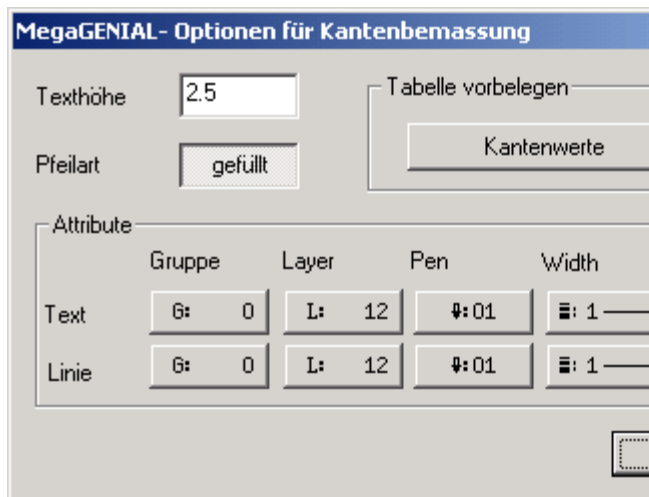 MegaGENIAL- Optionen für Kantenbemassung
Texthöhe 2.5
Tabelle vorbelegen
Kantenwerte
Pfeilart gefüllt
Attribute
Gruppe Layer Pen Width
Text G: 0 L: 12 :01 : 1
Linie G: 0 L: 12 :01 : 1